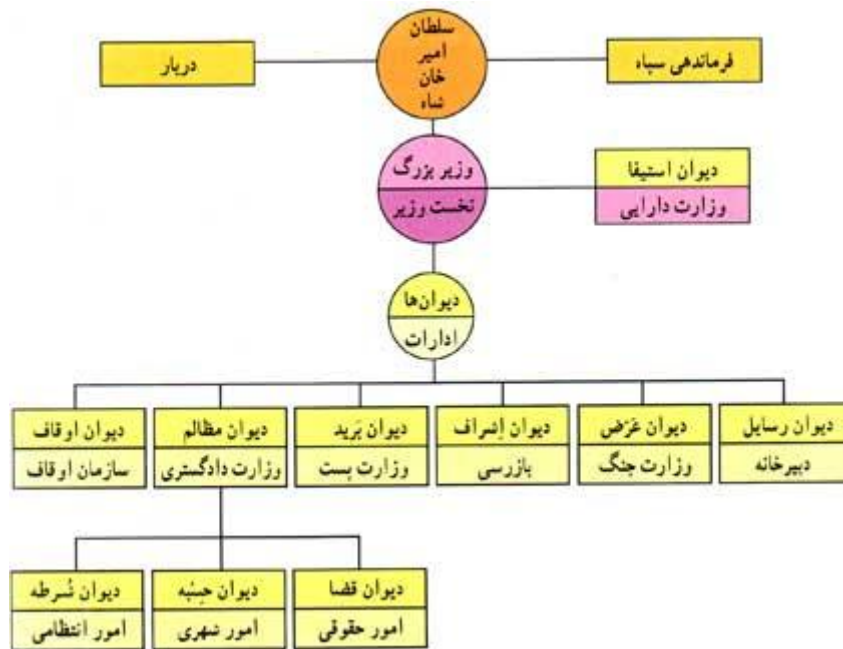 سلطان
امیر
خان
شاه
فرماندهی سپاه
دربار
وزیر بزرگ
نخست وزیر
دیوان استیفا
وزارت دارایی
دیوان‌ها
ادارات
دیوان رسایل
دبیرخانه
دیوان عَرْض
وزارت جنگ
دیوان اِشراف
بازرسی
دیوان بَرید
وزارت پست
دیوان مظالم
وزارت دادگستری
دیوان اوقاف
سازمان اوقاف
دیوان قضا
امور حقوقی
دیوان حِسْبه
امور شهری
دیوان شُرطه
امور انتظامی